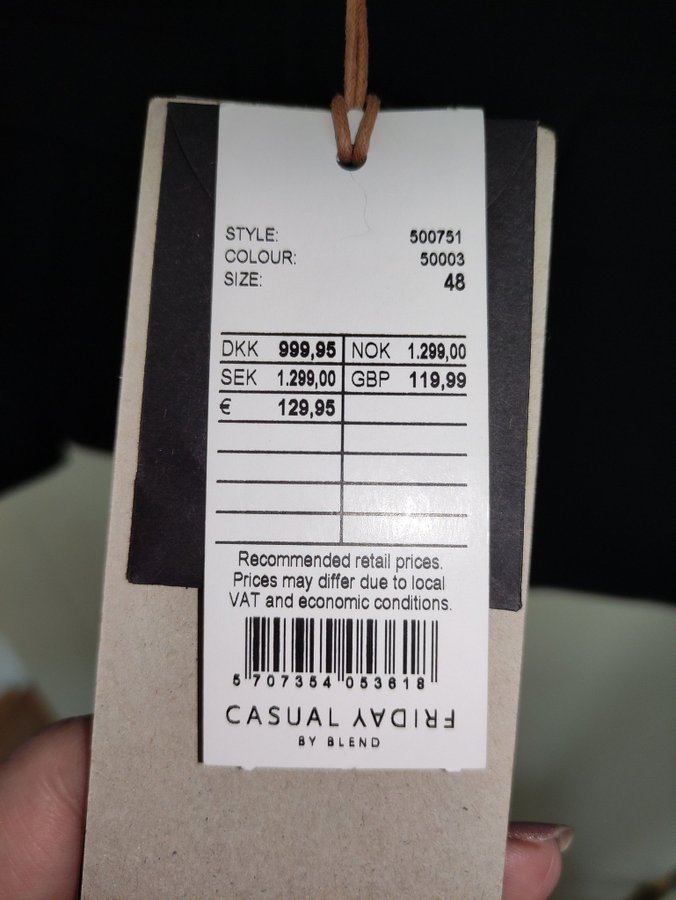 STYLE: 500751
COLOUR: 50003
SIZE: 48
DKK 999,95 NOK 1.299,00
SEK 1.299,00 GBP 119,99
€ 129,95
Recommended retail prices.
Prices may differ due to local
VAT and economic conditions.
5 707354 053618
CASUAL FRIDAY
BY BLEND